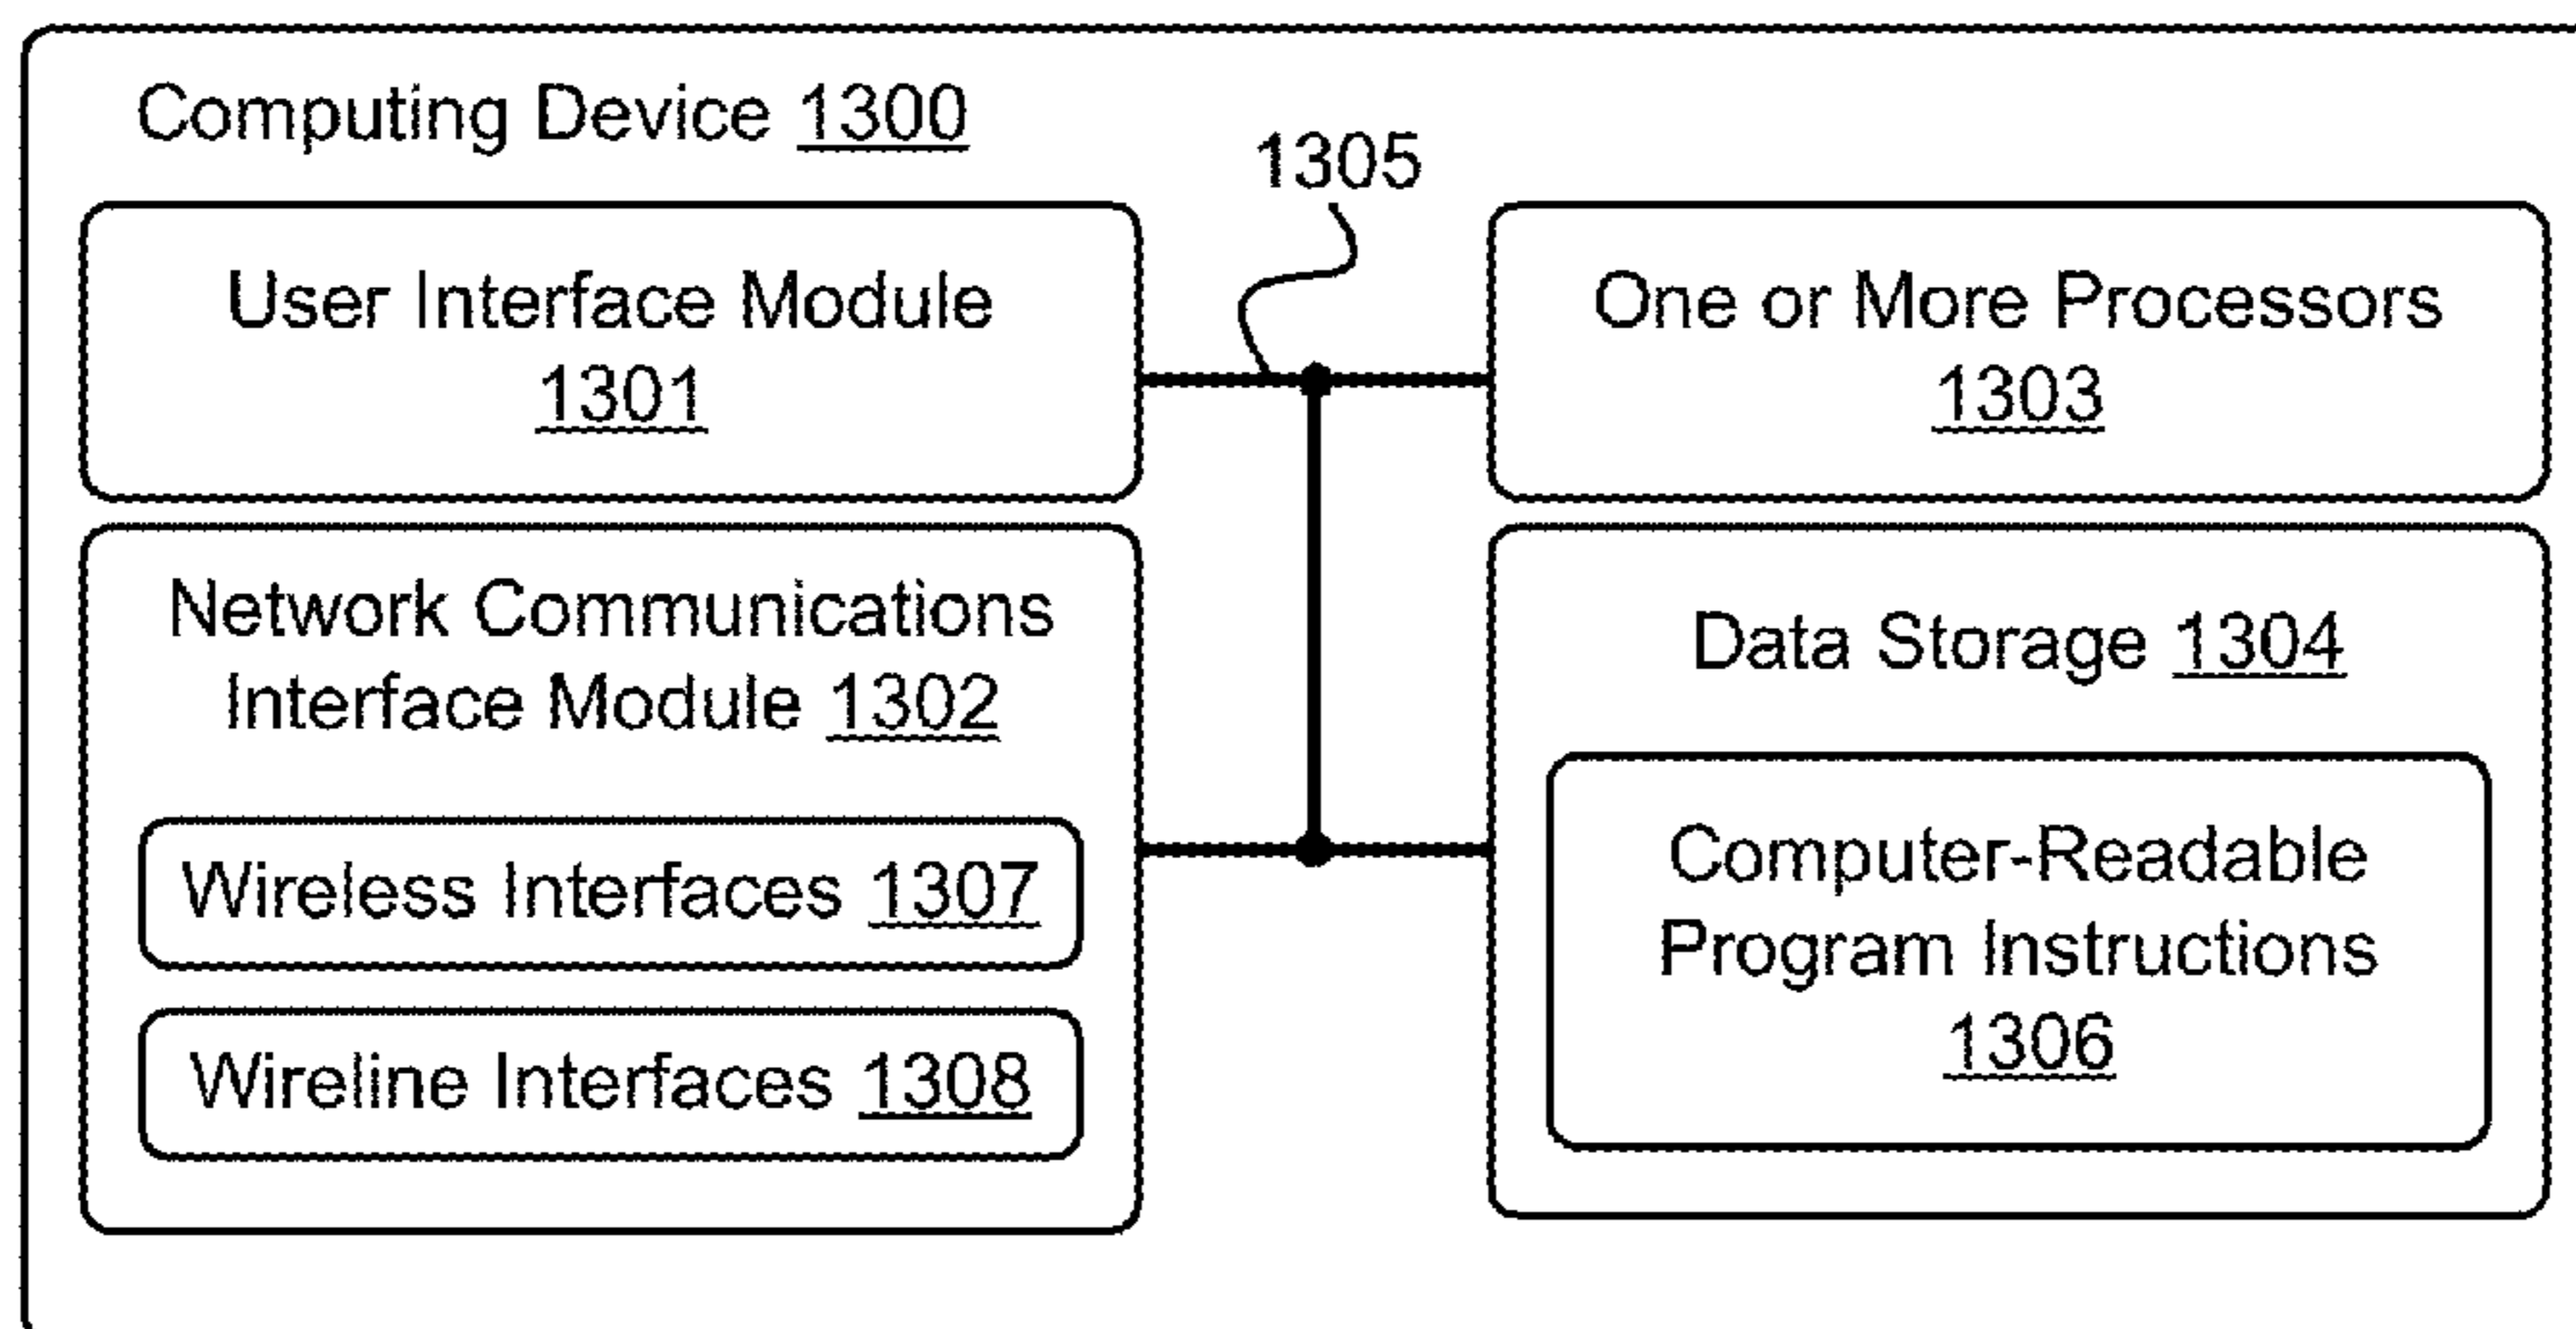 Computing Device 1300
1305
User Interface Module
1301
One or More Processors
1303
Network Communications
Interface Module 1302
Wireless Interfaces 1307
Wireline Interfaces 1308
Data Storage 1304
Computer-Readable
Program Instructions
1306